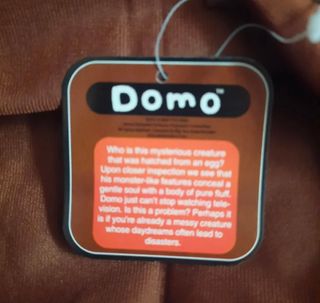 Domo™
Who is this mysterious creature
that was hatched from an egg?
Upon closer inspection we see that
his monster-like features conceal a
gentle soul with a body of pure fluff.
Domo just can't stop watching tele-
vision. Is this a problem? Perhaps it
is if you're already a messy creature
whose daydreams often lead to
disasters.